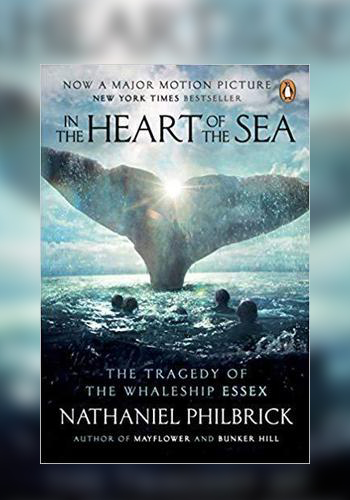 NOW A MAJOR MOTION PICTURE
NEW YORK TIMES BESTSELLER
IN THE HEART OF THE SEA
THE TRAGEDY OF
THE WHALESHIP ESSEX
NATHANIEL PHILBRICK
AUTHOR OF MAYFLOWER AND BUNKER HILL